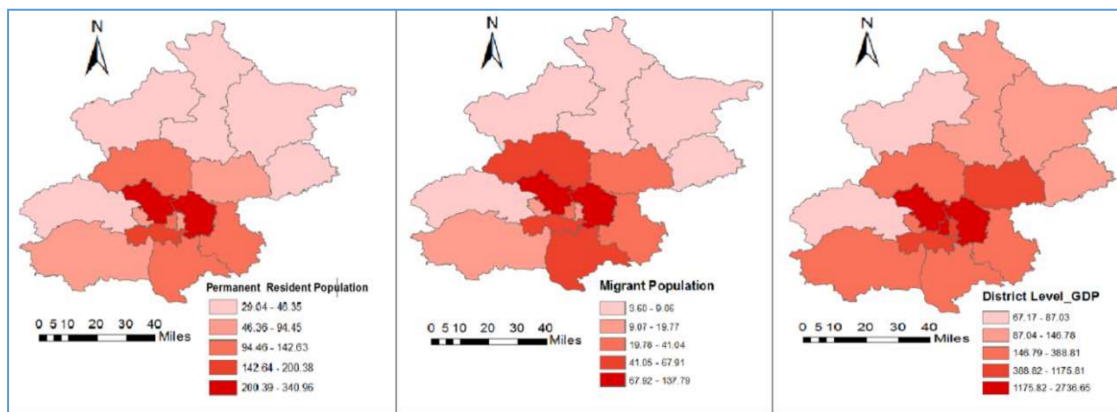 N
Permanent Resident Population
29.04 - 46.35
46.36 - 94.45
94.46 - 142.63
142.64 - 200.38
200.39 - 340.96
0 5 10 20 30 40
Miles
N
Migrant Population
3.60 - 9.06
9.07 - 19.77
19.78 - 41.04
41.05 - 67.91
67.92 - 137.79
0 5 10 20 30 40
Miles
N
District Level_GDP
67.17 - 87.03
87.04 - 146.78
146.79 - 388.81
388.82 - 1175.81
1175.82 - 2736.65
0 5 10 20 30 40
Miles